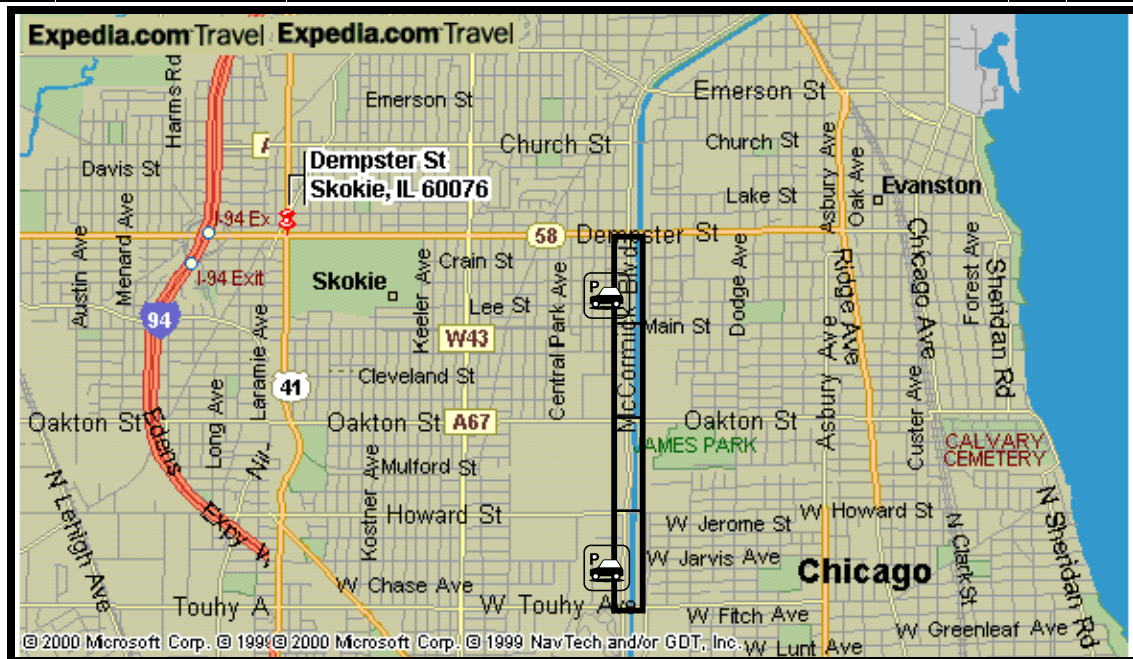 Expedia.com Travel Expedia.com Travel
Harms Rd
Emerson St
Emerson St
Church St
Church St
Dempster St
Skokie, IL 60076
Davis St
Lake St
Evanston
Asbury Ave
Oak Ave
Menard Ave
Austin Ave
I-94 Ex
58
Dempster St
Crain St
I-94 Exit
Skokie
Keeler Ave
Lee St
Central Park Ave
P
McCormick Blvd
Main St
Dodge Ave
Ridge Ave
Chicago Ave
Forest Ave
Sheridan Rd
94
W43
Laramie Ave
Cleveland St
41
Long Ave
Asbury Ave
Custer Ave
Oakton St
Oakton St
A67
Oakton St
JAMES PARK
CALVARY
CEMETERY
Edens
Expy
Mulford St
Kostner Ave
N Lehigh Ave
Howard St
W Jerome St
W Howard St
N Clark St
N Sheridan Rd
P
W Jarvis Ave
Chicago
W Chase Ave
Touhy A
W Touhy Ave
W Fitch Ave
W Greenleaf Ave
W Lunt Ave
© 2000 Microsoft Corp. © 1999 © 2000 Microsoft Corp. © 1999 NavTech and/or GDT, Inc.